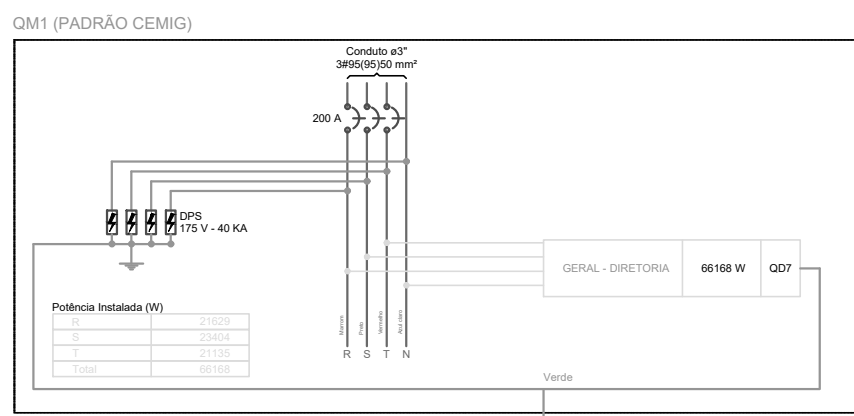 QM1 (PADRÃO CEMIG)
Conduto ø3"
3#95(95)50 mm²
200 A
DPS
175 V - 40 KA
GERAL - DIRETORIA 66168 W QD7
Potência Instalada (W)
R 21629
S 23404
T 21135
Total 66168
Marrom
Preto
Vermelho
Azul claro
R S T N
Verde